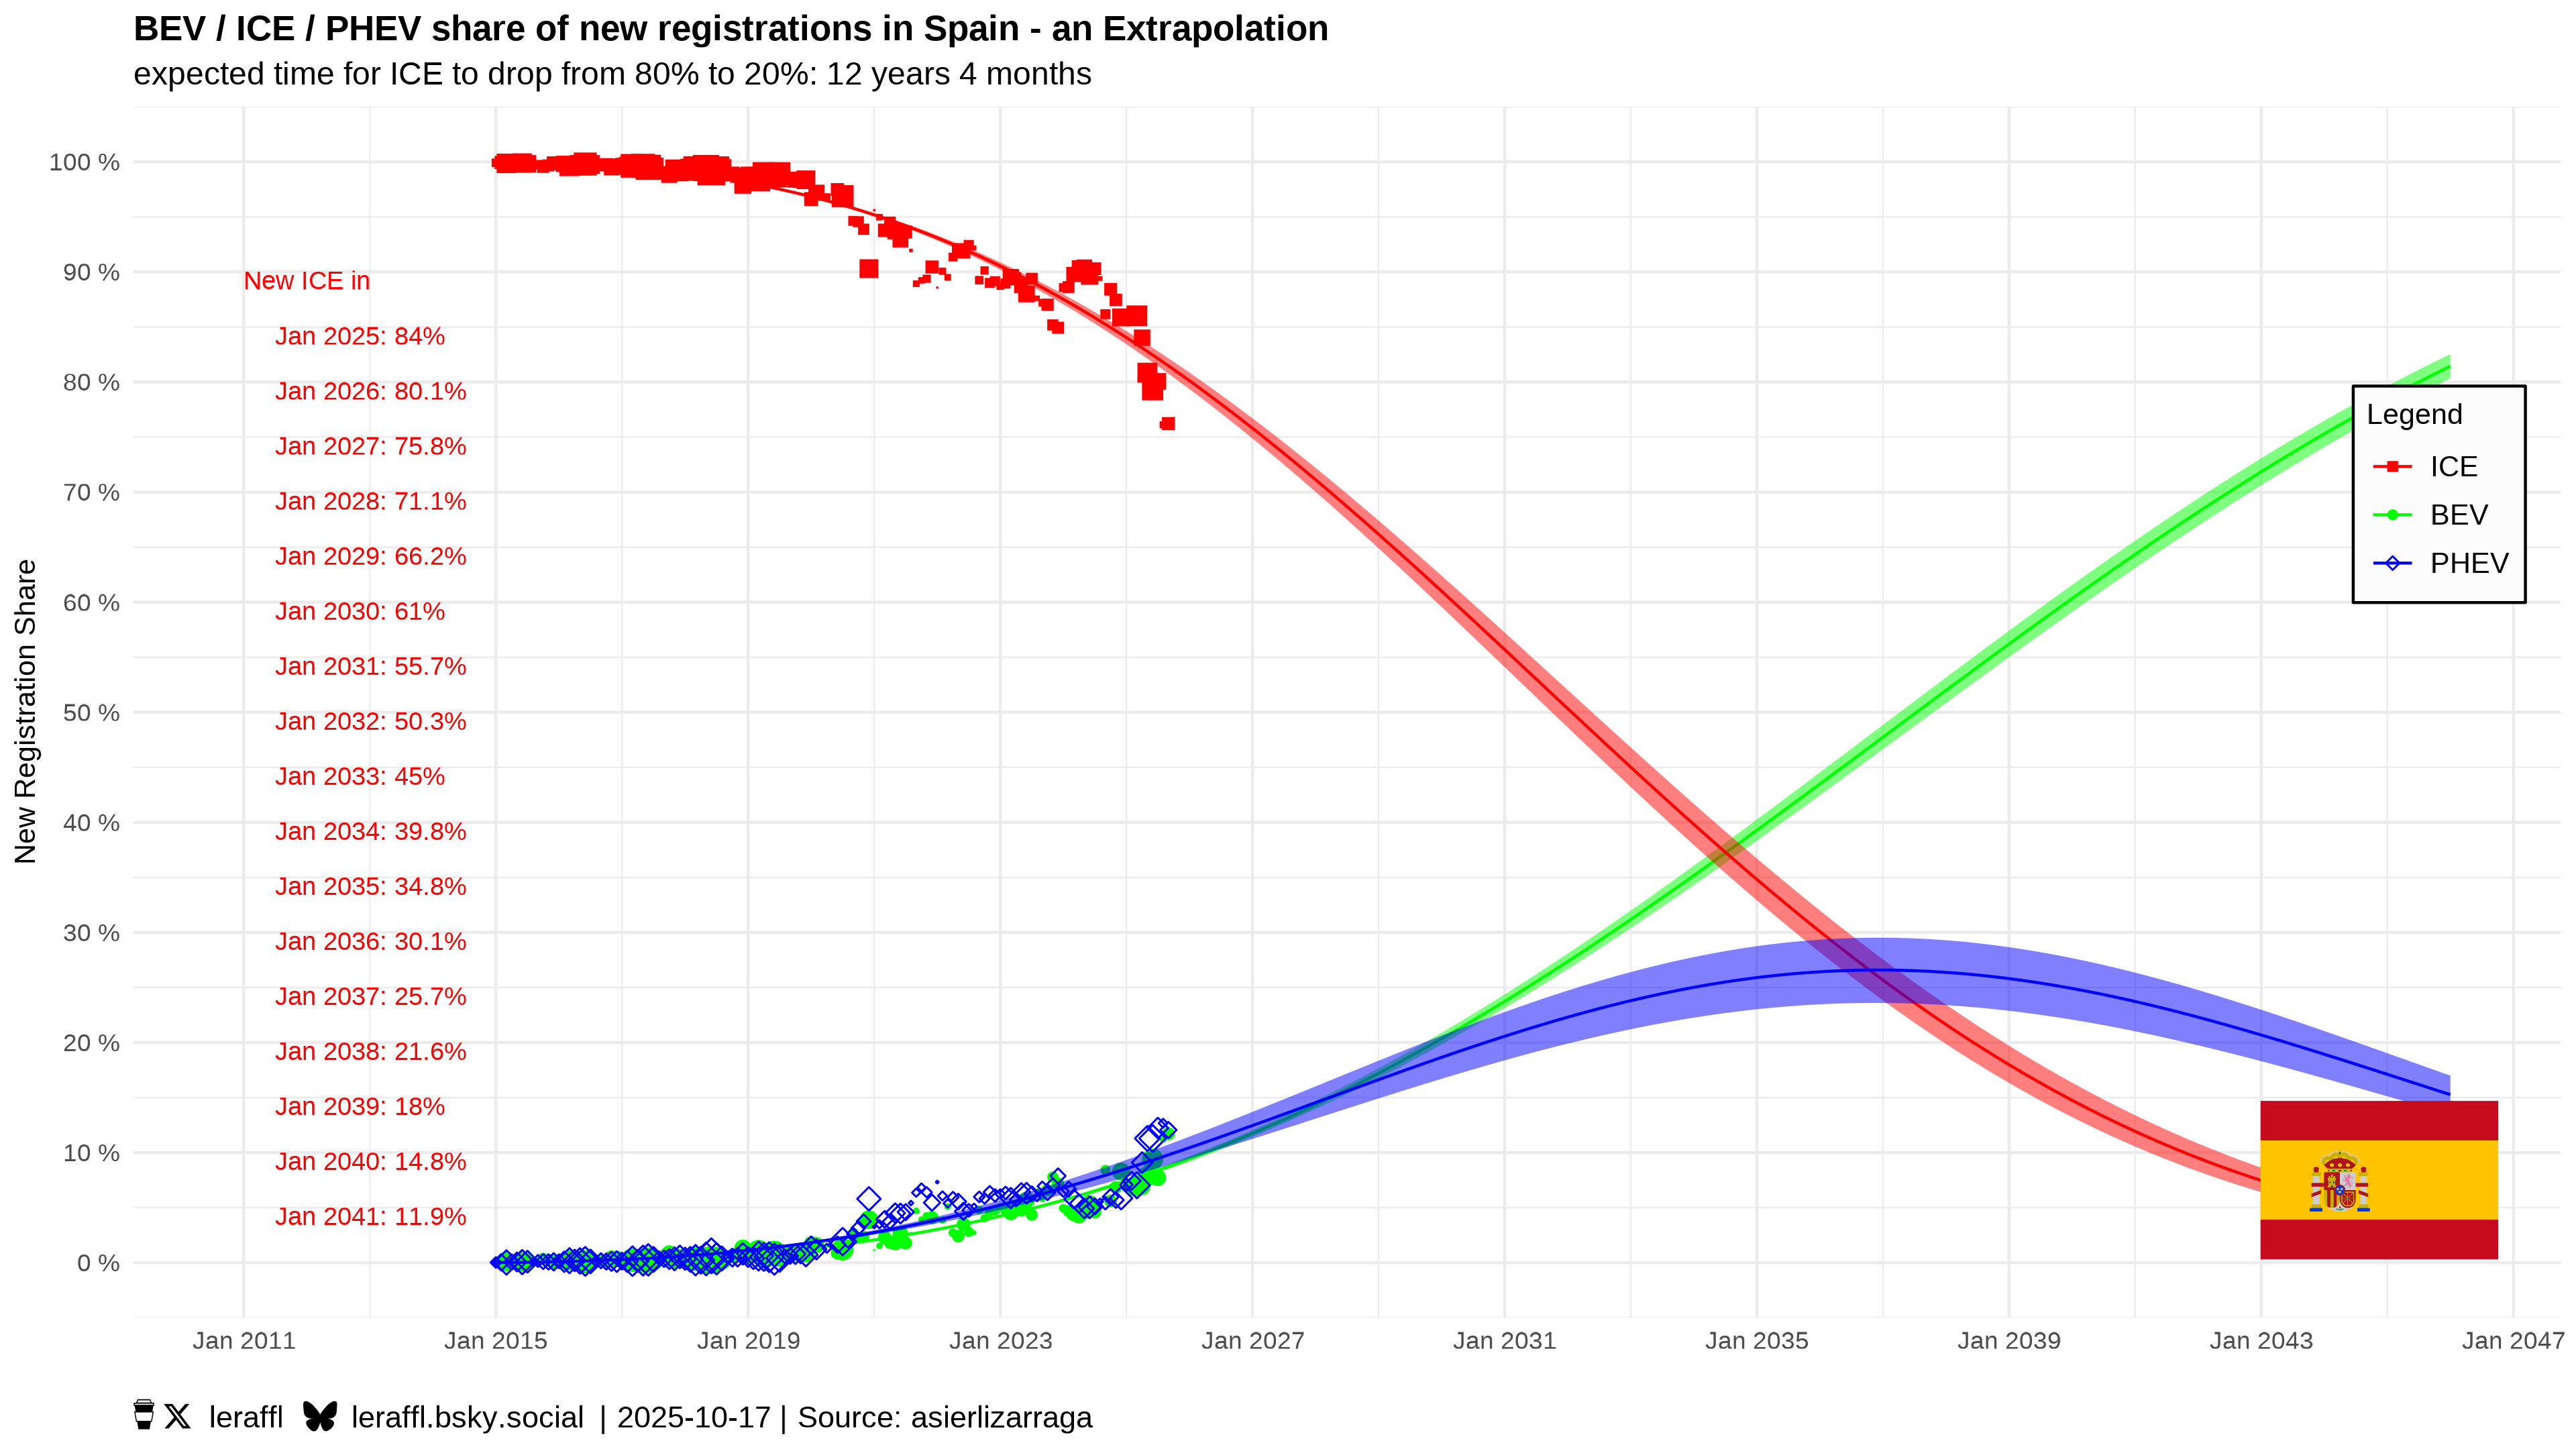 BEV / ICE / PHEV share of new registrations in Spain - an Extrapolation
expected time for ICE to drop from 80% to 20%: 12 years 4 months
New Registration Share
100 %
90 %
80 %
70 %
60 %
50 %
40 %
30 %
20 %
10 %
0 %
New ICE in
Jan 2025: 84%
Jan 2026: 80.1%
Jan 2027: 75.8%
Jan 2028: 71.1%
Jan 2029: 66.2%
Jan 2030: 61%
Jan 2031: 55.7%
Jan 2032: 50.3%
Jan 2033: 45%
Jan 2034: 39.8%
Jan 2035: 34.8%
Jan 2036: 30.1%
Jan 2037: 25.7%
Jan 2038: 21.6%
Jan 2039: 18%
Jan 2040: 14.8%
Jan 2041: 11.9%
Legend
ICE
BEV
PHEV
Jan 2011 Jan 2015 Jan 2019 Jan 2023 Jan 2027 Jan 2031 Jan 2035 Jan 2039 Jan 2043 Jan 2047
leraffl leraffl.bsky.social | 2025-10-17 | Source: asierlizarraga